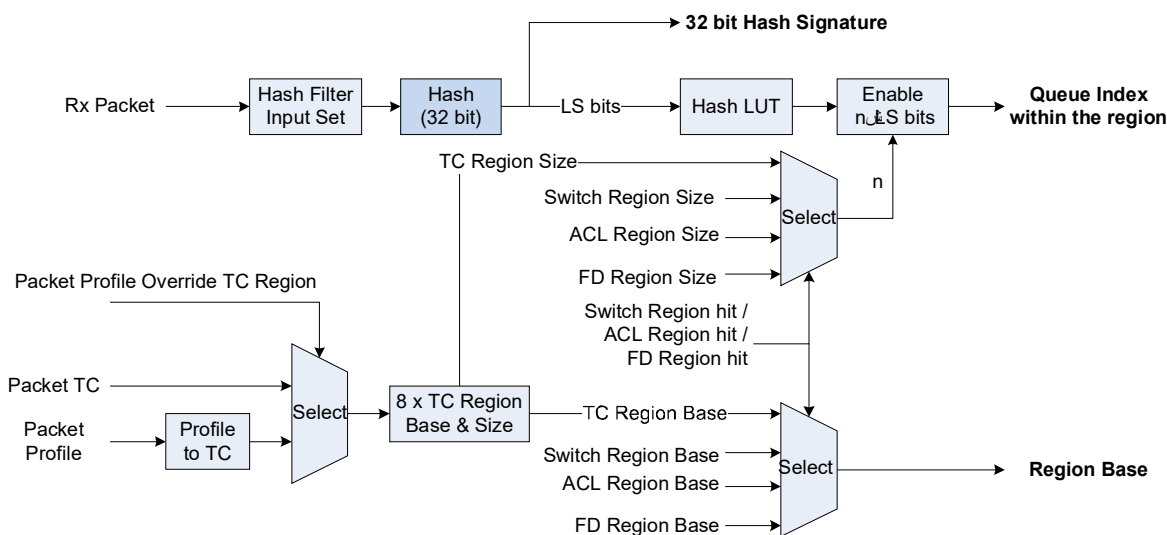 32 bit Hash Signature
Rx Packet
Hash Filter
Input Set
Hash
(32 bit)
LS bits
Hash LUT
Enable
LS bits
Queue Index
within the region
TC Region Size
n
Switch Region Size
Select
ACL Region Size
FD Region Size
Packet Profile Override TC Region
Switch Region hit /
ACL Region hit /
FD Region hit
Packet TC
Select
8 x TC Region
Base & Size
TC Region Base
Packet
Profile
Profile
to TC
Switch Region Base
Select
Region Base
ACL Region Base
FD Region Base